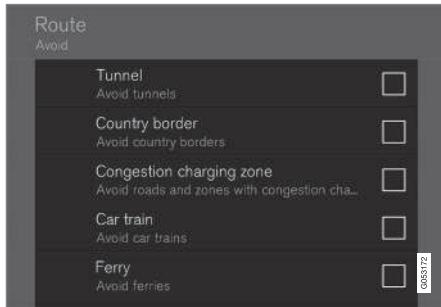 Route
Avoid
Tunnel
Avoid tunnels
Country border
Avoid country borders
Congestion charging zone
Avoid roads and zones with congestion cha...
Car train
Avoid car trains
Ferry
Avoid ferries
G053172